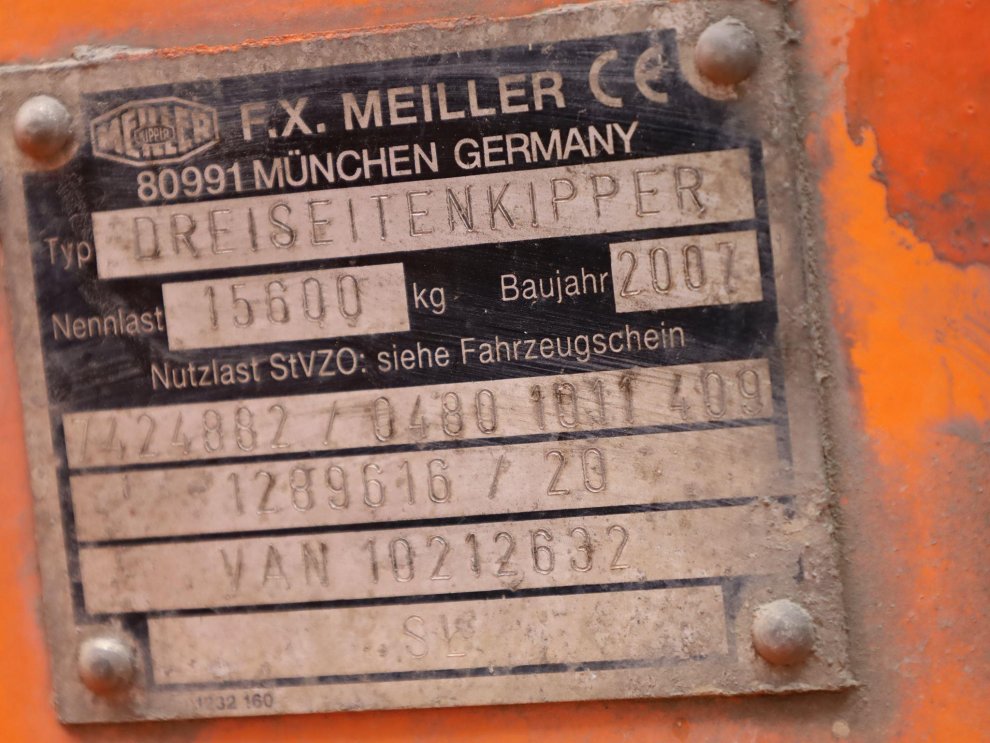 MEILLER KIPPER F.X. MEILLER CE
80991 MÜNCHEN GERMANY
Typ DREISEITENKIPPER
Nennlast 15600 kg Baujahr 2007
Nutzlast StVZO: siehe Fahrzeugschein
7424882 / 0480 1011 409
1289616 / 20
VAN 10212632
SL
1232 160